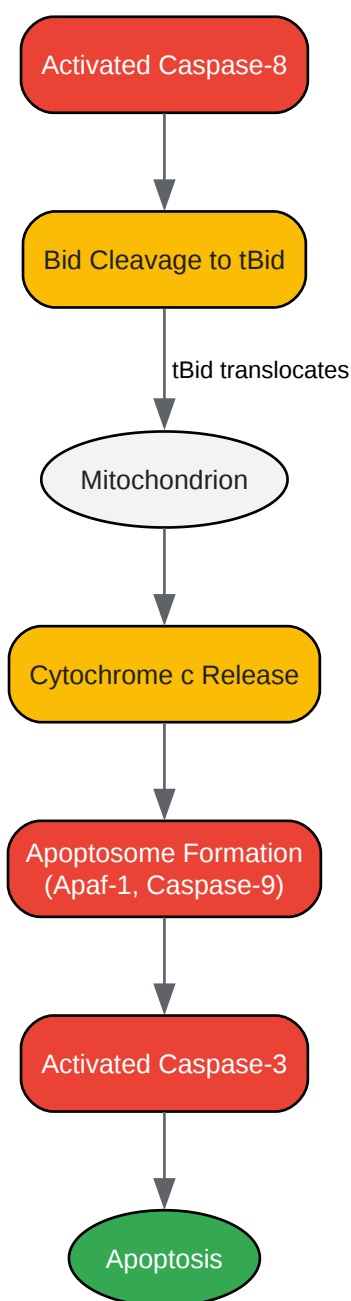 Activated Caspase-8
Bid Cleavage to tBid
tBid translocates
Mitochondrion
Cytochrome c Release
Apoptosome Formation
(Apaf-1, Caspase-9)
Activated Caspase-3
Apoptosis